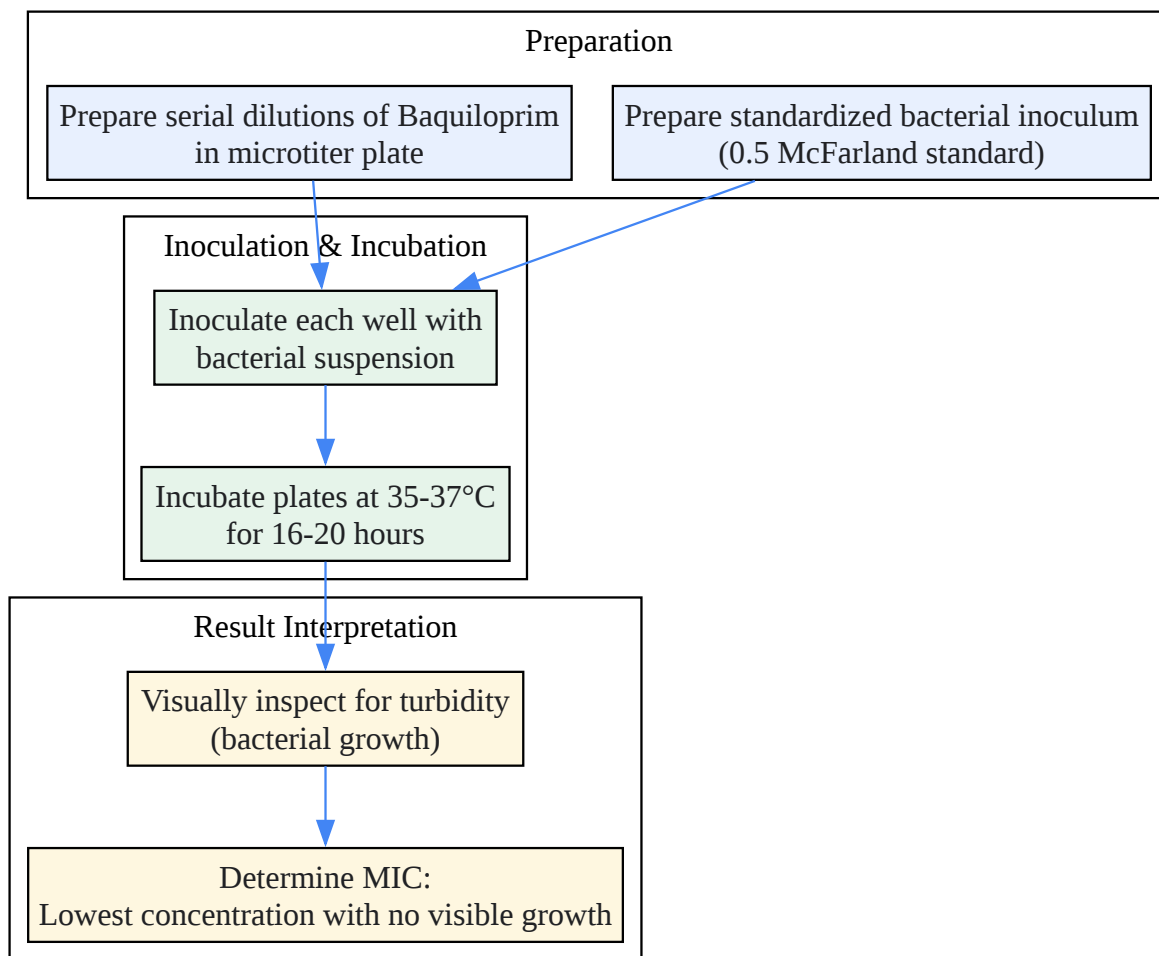 Preparation
Prepare serial dilutions of Baquiloprim
in microtiter plate
Prepare standardized bacterial inoculum
(0.5 McFarland standard)
Inoculation & Incubation
Inoculate each well with
bacterial suspension
Incubate plates at 35-37°C
for 16-20 hours
Result Interpretation
Visually inspect for turbidity
(bacterial growth)
Determine MIC:
Lowest concentration with no visible growth